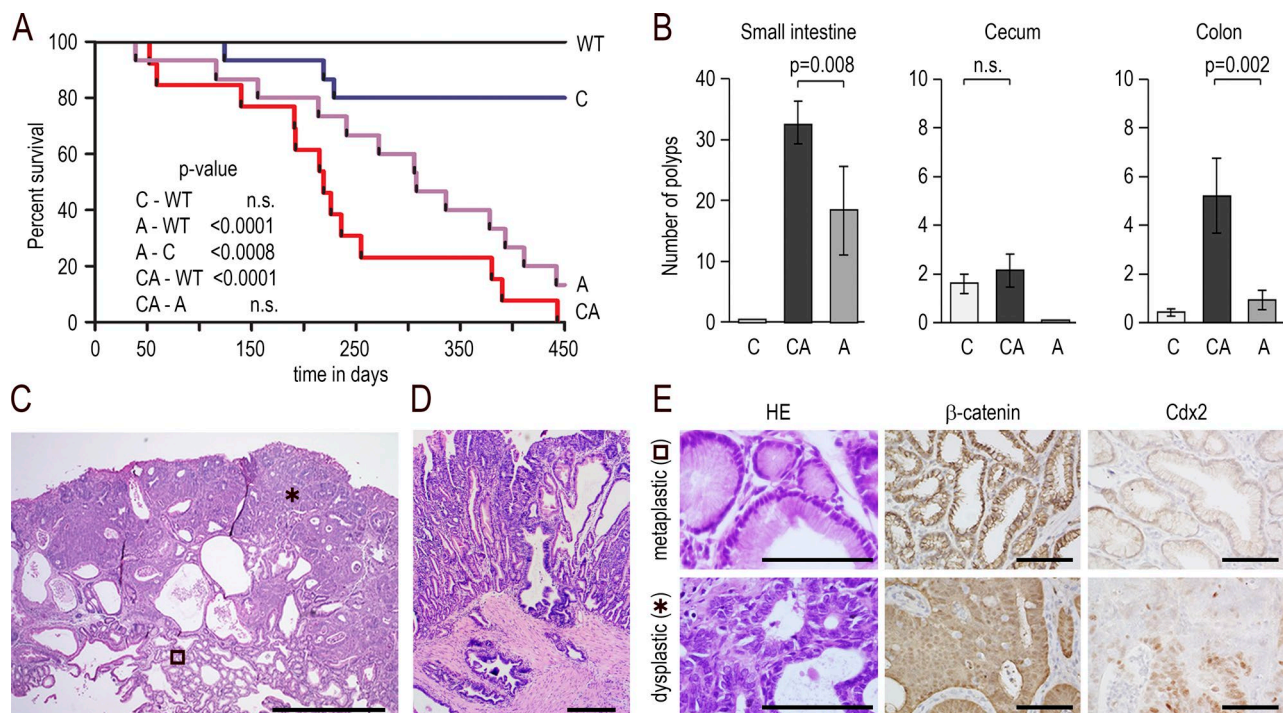 A
Percent survival
100
80
60
40
20
0
0 50 150 250 350 450
time in days
WT
C
A
CA
p-value
C - WT n.s.
A - WT <0.0001
A - C <0.0008
CA - WT <0.0001
CA - A n.s.
B
Number of polyps
Small intestine
p=0.008
40
30
20
10
0
C CA A
Cecum
n.s.
10
8
6
4
2
0
C CA A
Colon
p=0.002
10
8
6
4
2
0
C CA A
C
*
D
E
HE β-catenin Cdx2
metaplastic (□)
dysplastic (*)